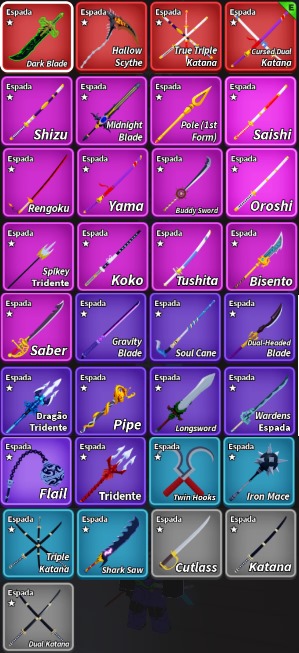 Espada
Dark Blade
Espada
Hallow
Scythe
Espada
True Triple
Katana
E
Espada
Cursed Dual
Katana
Espada
Shizu
Espada
Midnight
Blade
Espada
Pole (1st
Form)
Espada
Saishi
Espada
Rengoku
Espada
Yama
Espada
Buddy Sword
Espada
Oroshi
Espada
Spikey
Tridente
Espada
Koko
Espada
Tushita
Espada
Bisento
Espada
Saber
Espada
Gravity
Blade
Espada
Soul Cane
Espada
Dual-Headed
Blade
Espada
Dragão
Tridente
Espada
Pipe
Espada
Longsword
Espada
Wardens
Espada
Espada
Flail
Espada
Tridente
Espada
Twin Hooks
Espada
Iron Mace
Espada
Triple
Katana
Espada
Shark Saw
Espada
Cutlass
Espada
Katana
Espada
Dual Katana